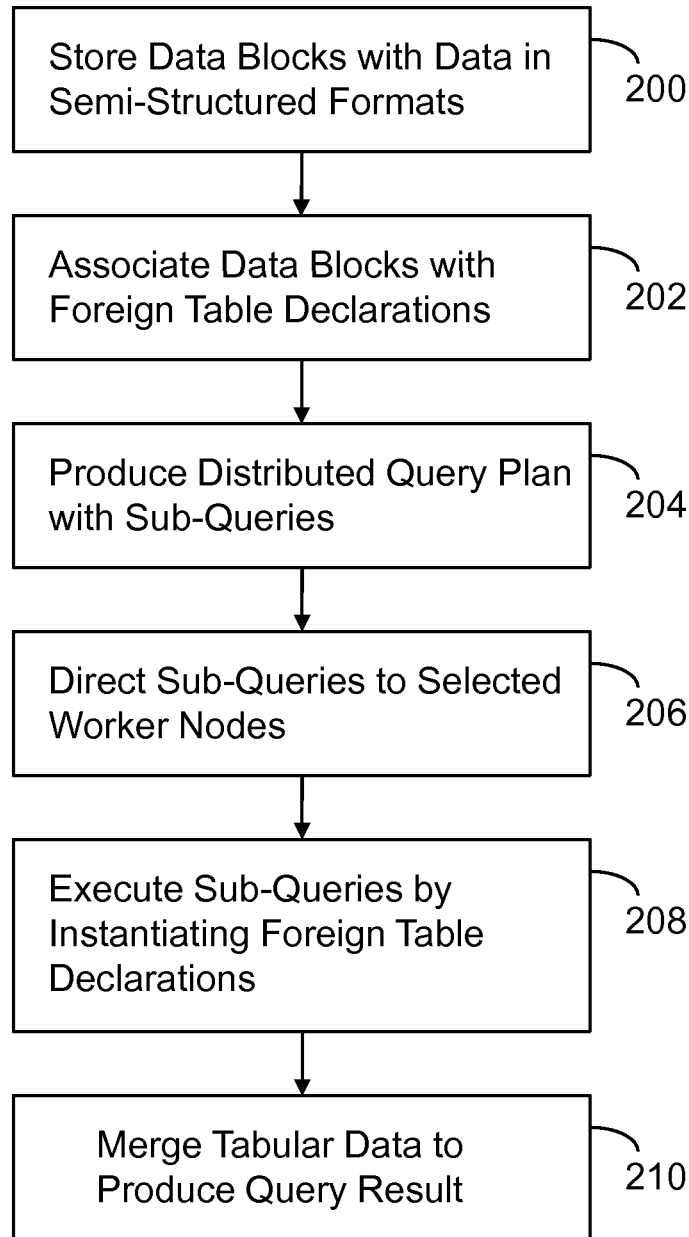 Store Data Blocks with Data in
Semi-Structured Formats
200
Associate Data Blocks with
Foreign Table Declarations
202
Produce Distributed Query Plan
with Sub-Queries
204
Direct Sub-Queries to Selected
Worker Nodes
206
Execute Sub-Queries by
Instantiating Foreign Table
Declarations
208
Merge Tabular Data to
Produce Query Result
210